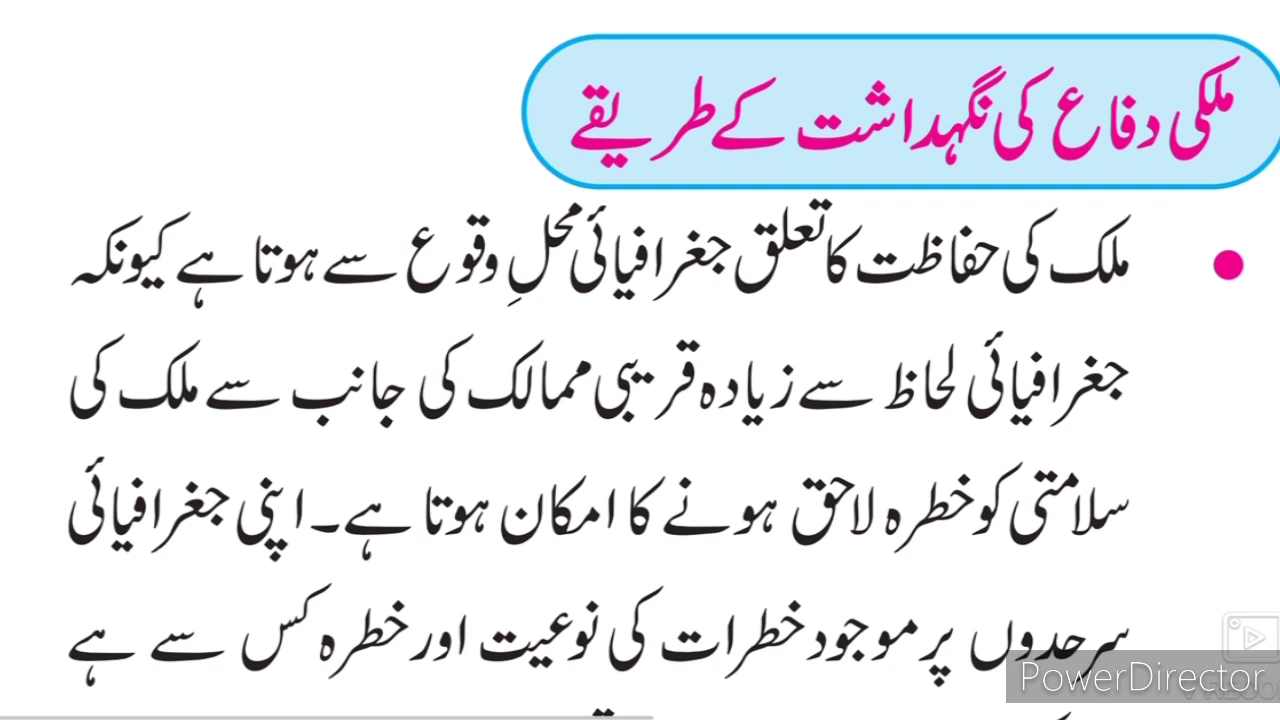 ملکی دفاع کی نگہداشت کے طریقے
• ملک کی حفاظت کا تعلق جغرافیائی محلِ وقوع سے ہوتا ہے کیونکہ
جغرافیائی لحاظ سے زیادہ قریبی ممالک کی جانب سے ملک کی
سلامتی کو خطرہ لاحق ہونے کا امکان ہوتا ہے۔ اپنی جغرافیائی
سرحدوں پر موجود خطرات کی نوعیت اور خطرہ کس سے ہے
PowerDirector